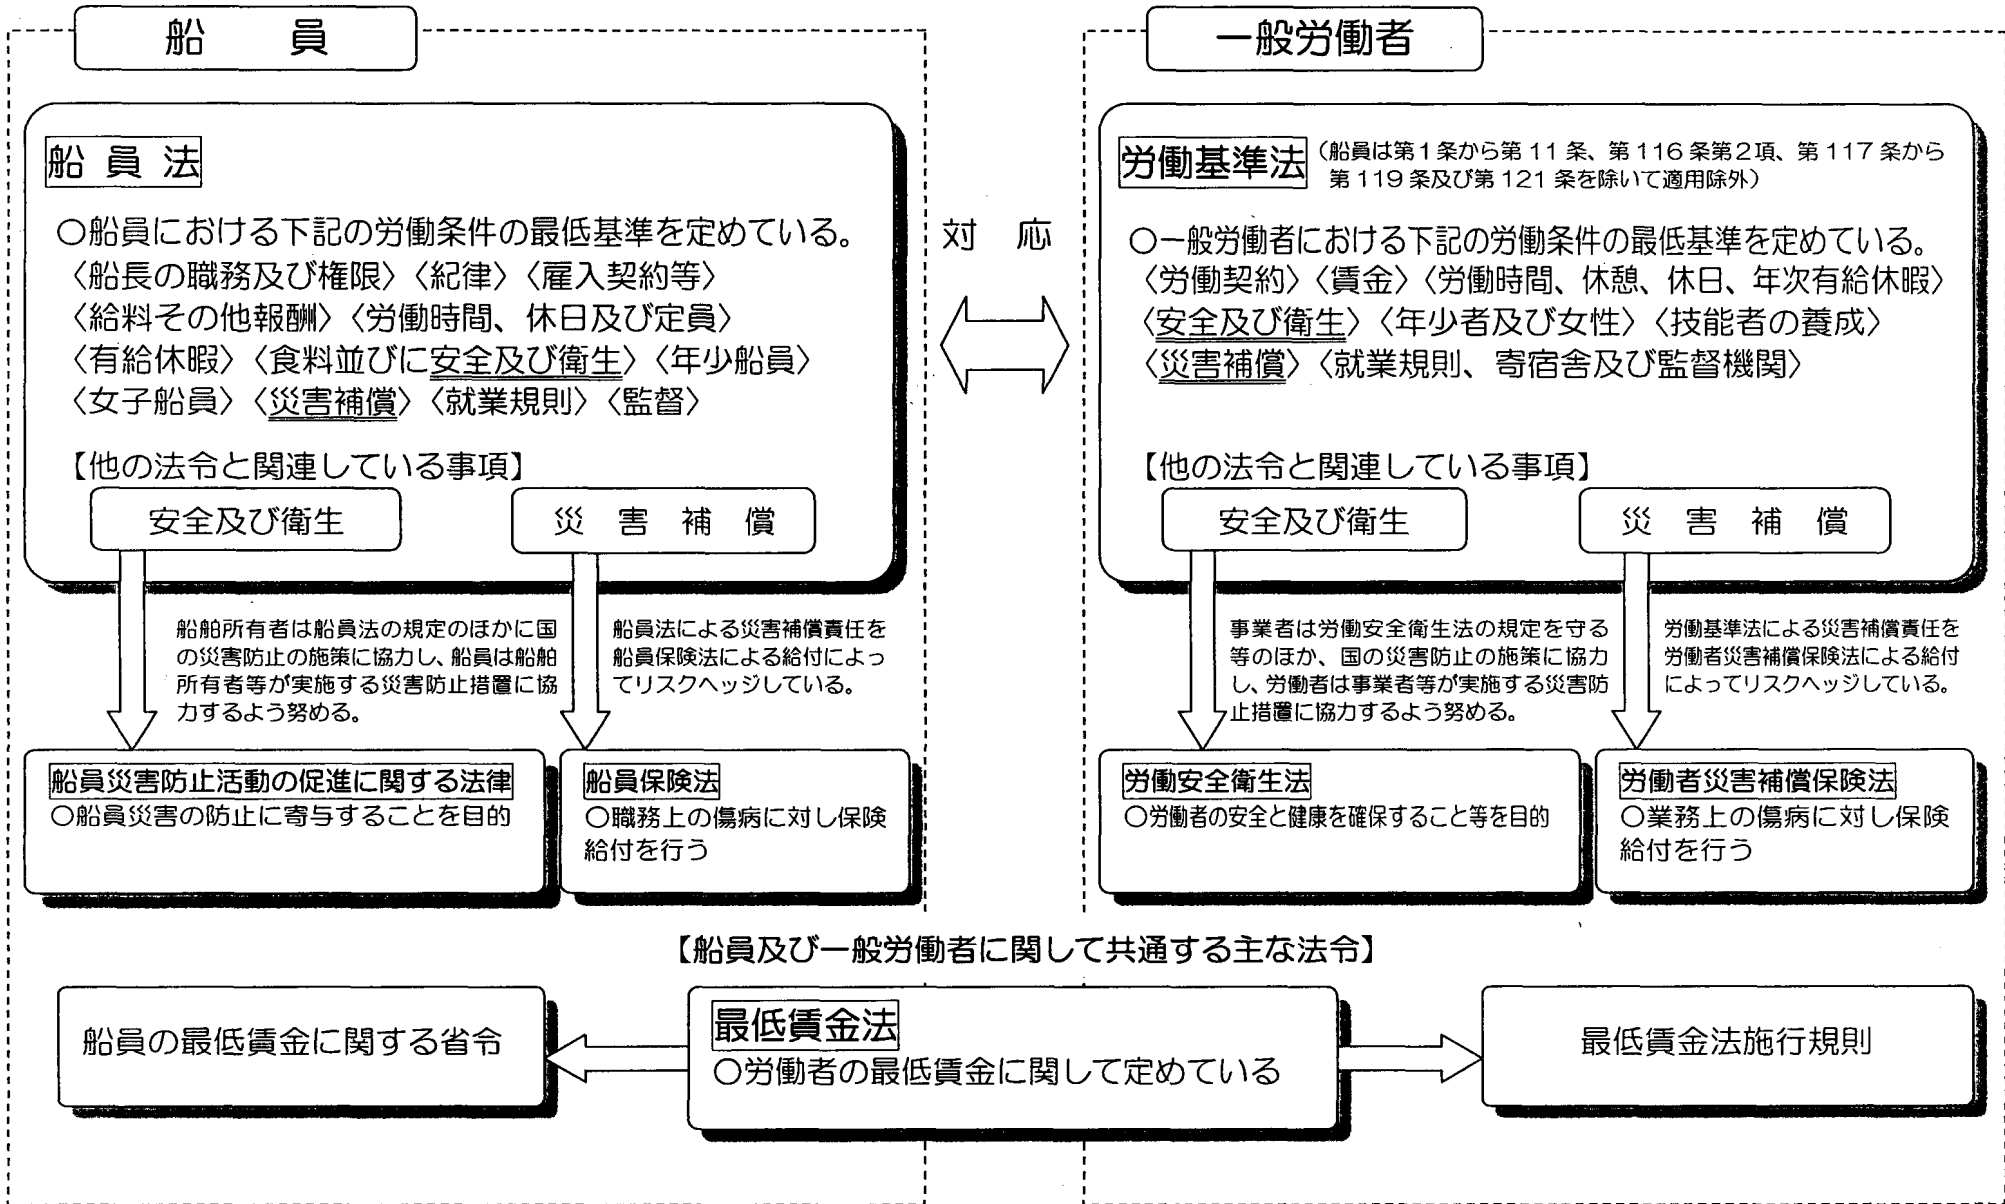 船　員
船 員 法
○船員における下記の労働条件の最低基準を定めている。
〈船長の職務及び権限〉〈紀律〉〈雇入契約等〉
〈給料その他報酬〉〈労働時間、休日及び定員〉
〈有給休暇〉〈食料並びに安全及び衛生〉〈年少船員〉
〈女子船員〉〈災害補償〉〈就業規則〉〈監督〉
【他の法令と関連している事項】
安全及び衛生
災 害 補 償
船舶所有者は船員法の規定のほかに国
の災害防止の施策に協力し、船員は船舶
所有者等が実施する災害防止措置に協
力するよう努める。
船員法による災害補償責任を
船員保険法による給付によっ
てリスクヘッジしている。
船員災害防止活動の促進に関する法律
○船員災害の防止に寄与することを目的
船員保険法
○職務上の傷病に対し保険
給付を行う
対 応
一般労働者
労働基準法
（船員は第１条から第 11 条、第 116 条第２項、第 117 条から
第 119 条及び第 121 条を除いて適用除外）
○一般労働者における下記の労働条件の最低基準を定めている。
〈労働契約〉〈賃金〉〈労働時間、休憩、休日、年次有給休暇〉
〈安全及び衛生〉〈年少者及び女性〉〈技能者の養成〉
〈災害補償〉〈就業規則、寄宿舎及び監督機関〉
【他の法令と関連している事項】
安全及び衛生
災 害 補 償
事業者は労働安全衛生法の規定を守る
等のほか、国の災害防止の施策に協力
し、労働者は事業者等が実施する災害防
止措置に協力するよう努める。
労働基準法による災害補償責任を
労働者災害補償保険法による給付
によってリスクヘッジしている。
労働安全衛生法
○労働者の安全と健康を確保すること等を目的
労働者災害補償保険法
○業務上の傷病に対し保険
給付を行う
【船員及び一般労働者に関して共通する主な法令】
船員の最低賃金に関する省令
最低賃金法
○労働者の最低賃金に関して定めている
最低賃金法施行規則